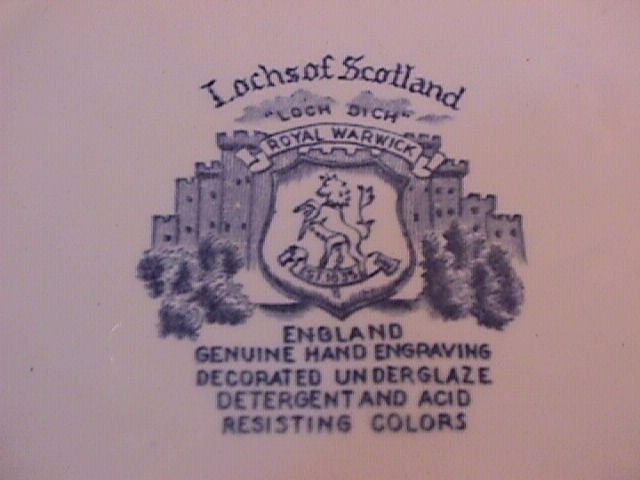 Lochs of Scotland
"LOCH DICH"
ROYAL WARWICK
ENGLAND
GENUINE HAND ENGRAVING
DECORATED UNDERGLAZE
DETERGENT AND ACID
RESISTING COLORS